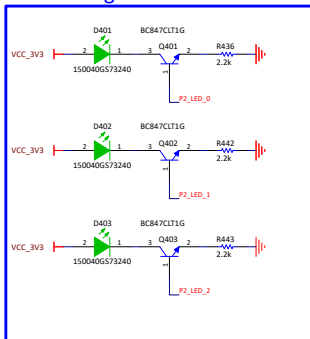 D401 BC847CLT1G
VCC_3V3 2 1 3 Q401 2 R436
150040GS73240 1 2.2k
P2_LED_0
D402 BC847CLT1G
VCC_3V3 2 1 3 Q402 2 R442
150040GS73240 1 2.2k
P2_LED_1
D403 BC847CLT1G
VCC_3V3 2 1 3 Q403 2 R443
150040GS73240 1 2.2k
P2_LED_2